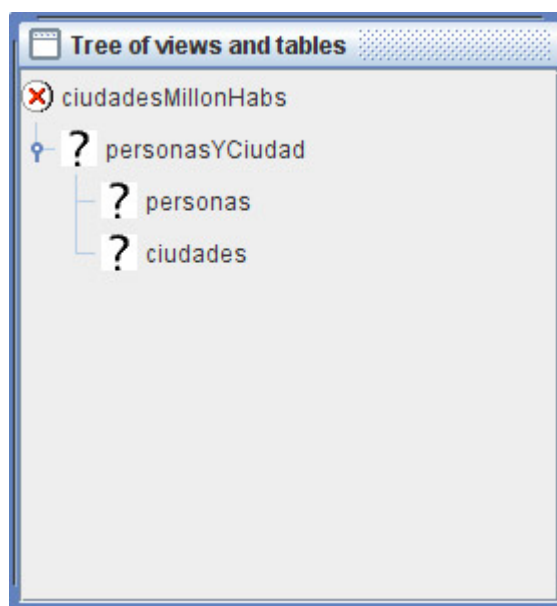 Tree of views and tables
ciudadesMillonHabs
? personasYCiudad
? personas
? ciudades